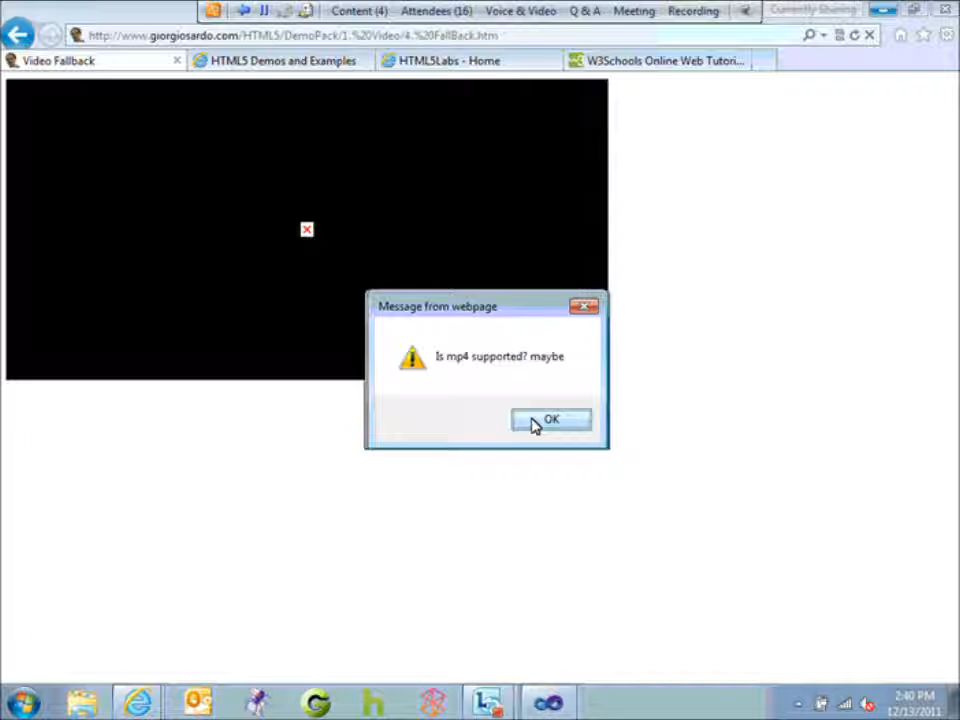 Content (4) Attendees (16) Voice & Video Q & A Meeting Recording Currently Sharing
http://www.giorgiosardo.com/HTML5/DemoPack/1.%20Video/4.%20FallBack.htm
Video Fallback HTML5 Demos and Examples HTML5Labs - Home W3Schools Online Web Tutori...
Message from webpage
Is mp4 supported? maybe
OK
2:40 PM
12/13/2011